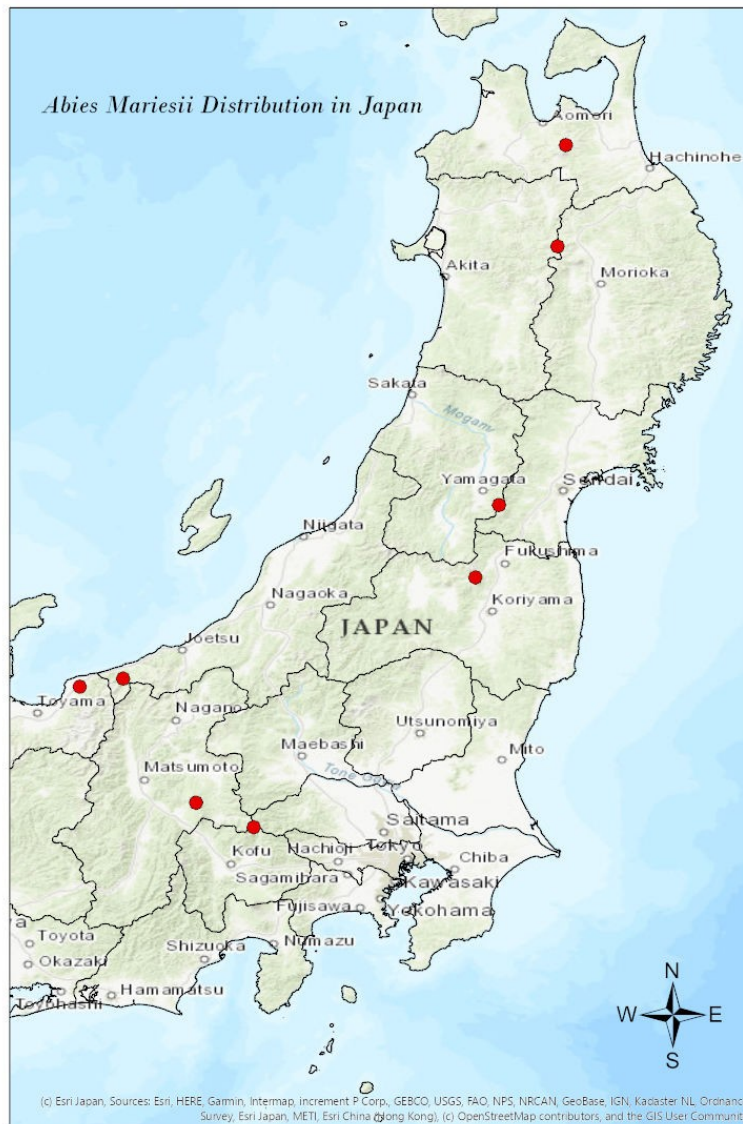 Abies Mariesii Distribution in Japan
Aomori
Hachinohe
Akita
Morioka
Sakata
Mogami
Yamagata
Sendai
Niigata
Fukushima
Nagaoka
Koriyama
JAPAN
Joetsu
Toyama
Nagano
Utsunomiya
Maebashi
Mito
Matsumoto
Tone
Saitama
Kofu
Hachioji
Tokyo
Chiba
Sagamihara
Kawasaki
Fujisawa
Yokohama
Toyota
Shizuoka
Numazu
Okazaki
Toyohashi
Hamamatsu
N
W
E
S
(c) Esri Japan, Sources: Esri, HERE, Garmin, Intermap, increment P Corp., GEBCO, USGS, FAO, NPS, NRCAN, GeoBase, IGN, Kadaster NL, Ordnanc
Survey, Esri Japan, METI, Esri China (Hong Kong), (c) OpenStreetMap contributors, and the GIS User Communit